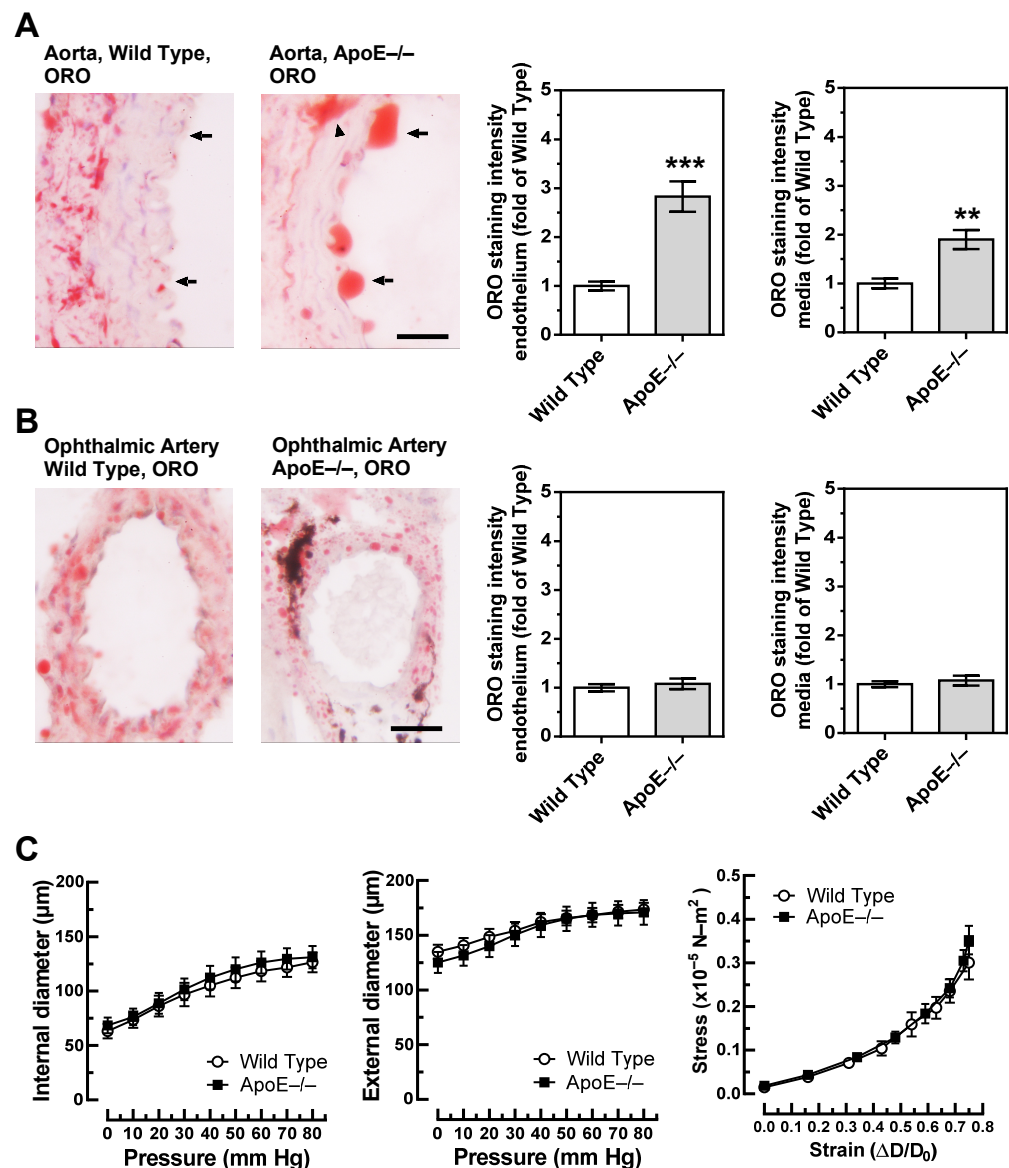 A
Aorta, Wild Type,
ORO
Aorta, ApoE–/–
ORO
ORO staining intensity
endothelium (fold of Wild Type)
5
4
3
2
1
0
***
Wild Type
ApoE–/–
ORO staining intensity
media (fold of Wild Type)
5
4
3
2
1
0
**
Wild Type
ApoE–/–
B
Ophthalmic Artery
Wild Type, ORO
Ophthalmic Artery
ApoE–/–, ORO
ORO staining intensity
endothelium (fold of Wild Type)
5
4
3
2
1
0
Wild Type
ApoE–/–
ORO staining intensity
media (fold of Wild Type)
5
4
3
2
1
0
Wild Type
ApoE–/–
C
Internal diameter (µm)
200
150
100
50
0
Wild Type
ApoE–/–
0 10 20 30 40 50 60 70 80
Pressure (mm Hg)
External diameter (µm)
200
150
100
50
0
Wild Type
ApoE–/–
0 10 20 30 40 50 60 70 80
Pressure (mm Hg)
Stress (x10⁻⁵ N–m²)
0.5
0.4
0.3
0.2
0.1
0.0
Wild Type
ApoE–/–
0.0 0.1 0.2 0.3 0.4 0.5 0.6 0.7 0.8
Strain (ΔD/D₀)